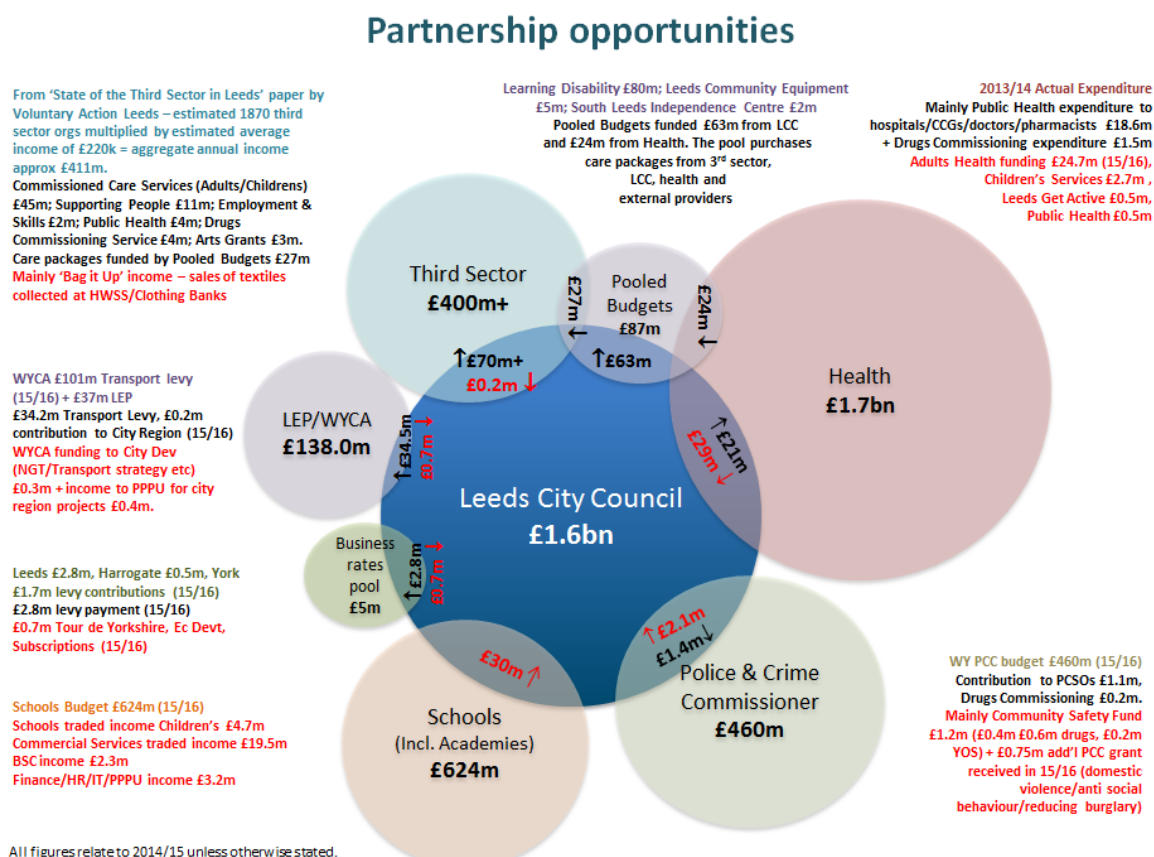 Partnership opportunities
From 'State of the Third Sector in Leeds' paper by
Voluntary Action Leeds – estimated 1870 third
sector orgs multiplied by estimated average
income of £220k = aggregate annual income
approx £411m.
Commissioned Care Services (Adults/Childrens)
£45m; Supporting People £11m; Employment &
Skills £2m; Public Health £4m; Drugs
Commissioning Service £4m; Arts Grants £3m.
Care packages funded by Pooled Budgets £27m
Mainly 'Bag it Up' income – sales of textiles
collected at HWSS/Clothing Banks
Learning Disability £80m; Leeds Community Equipment
£5m; South Leeds Independence Centre £2m
Pooled Budgets funded £63m from LCC
and £24m from Health. The pool purchases
care packages from 3rd sector,
LCC, health and
external providers
2013/14 Actual Expenditure
Mainly Public Health expenditure to
hospitals/CCGs/doctors/pharmacists £18.6m
+ Drugs Commissioning expenditure £1.5m
Adults Health funding £24.7m (15/16),
Children's Services £2.7m ,
Leeds Get Active £0.5m,
Public Health £0.5m
Third Sector
£400m+
£27m ↓
Pooled
Budgets
£87m
£24m ↓
↑£70m+
£0.2m ↓
↑£63m
Health
£1.7bn
↑£21m
£29m ↓
WYCA £101m Transport levy
(15/16) + £37m LEP
£34.2m Transport Levy, £0.2m
contribution to City Region (15/16)
WYCA funding to City Dev
(NGT/Transport strategy etc)
£0.3m + income to PPPU for city
region projects £0.4m.
LEP/WYCA
£138.0m
↑£34.5m
£0.7m →
Leeds City Council
£1.6bn
Business
rates
pool
£5m
↑£2.8m
£0.7m →
Leeds £2.8m, Harrogate £0.5m, York
£1.7m levy contributions (15/16)
£2.8m levy payment (15/16)
£0.7m Tour de Yorkshire, Ec Devt,
Subscriptions (15/16)
£30m ↑
Schools
(Incl. Academies)
£624m
Schools Budget £624m (15/16)
Schools traded income Children's £4.7m
Commercial Services traded income £19.5m
BSC income £2.3m
Finance/HR/IT/PPPU income £3.2m
↑£2.1m
£1.4m↓
Police & Crime
Commissioner
£460m
WY PCC budget £460m (15/16)
Contribution to PCSOs £1.1m,
Drugs Commissioning £0.2m.
Mainly Community Safety Fund
£1.2m (£0.4m £0.6m drugs, £0.2m
YOS) + £0.75m add'l PCC grant
received in 15/16 (domestic
violence/anti social
behaviour/reducing burglary)
All figures relate to 2014/15 unless otherwise stated.